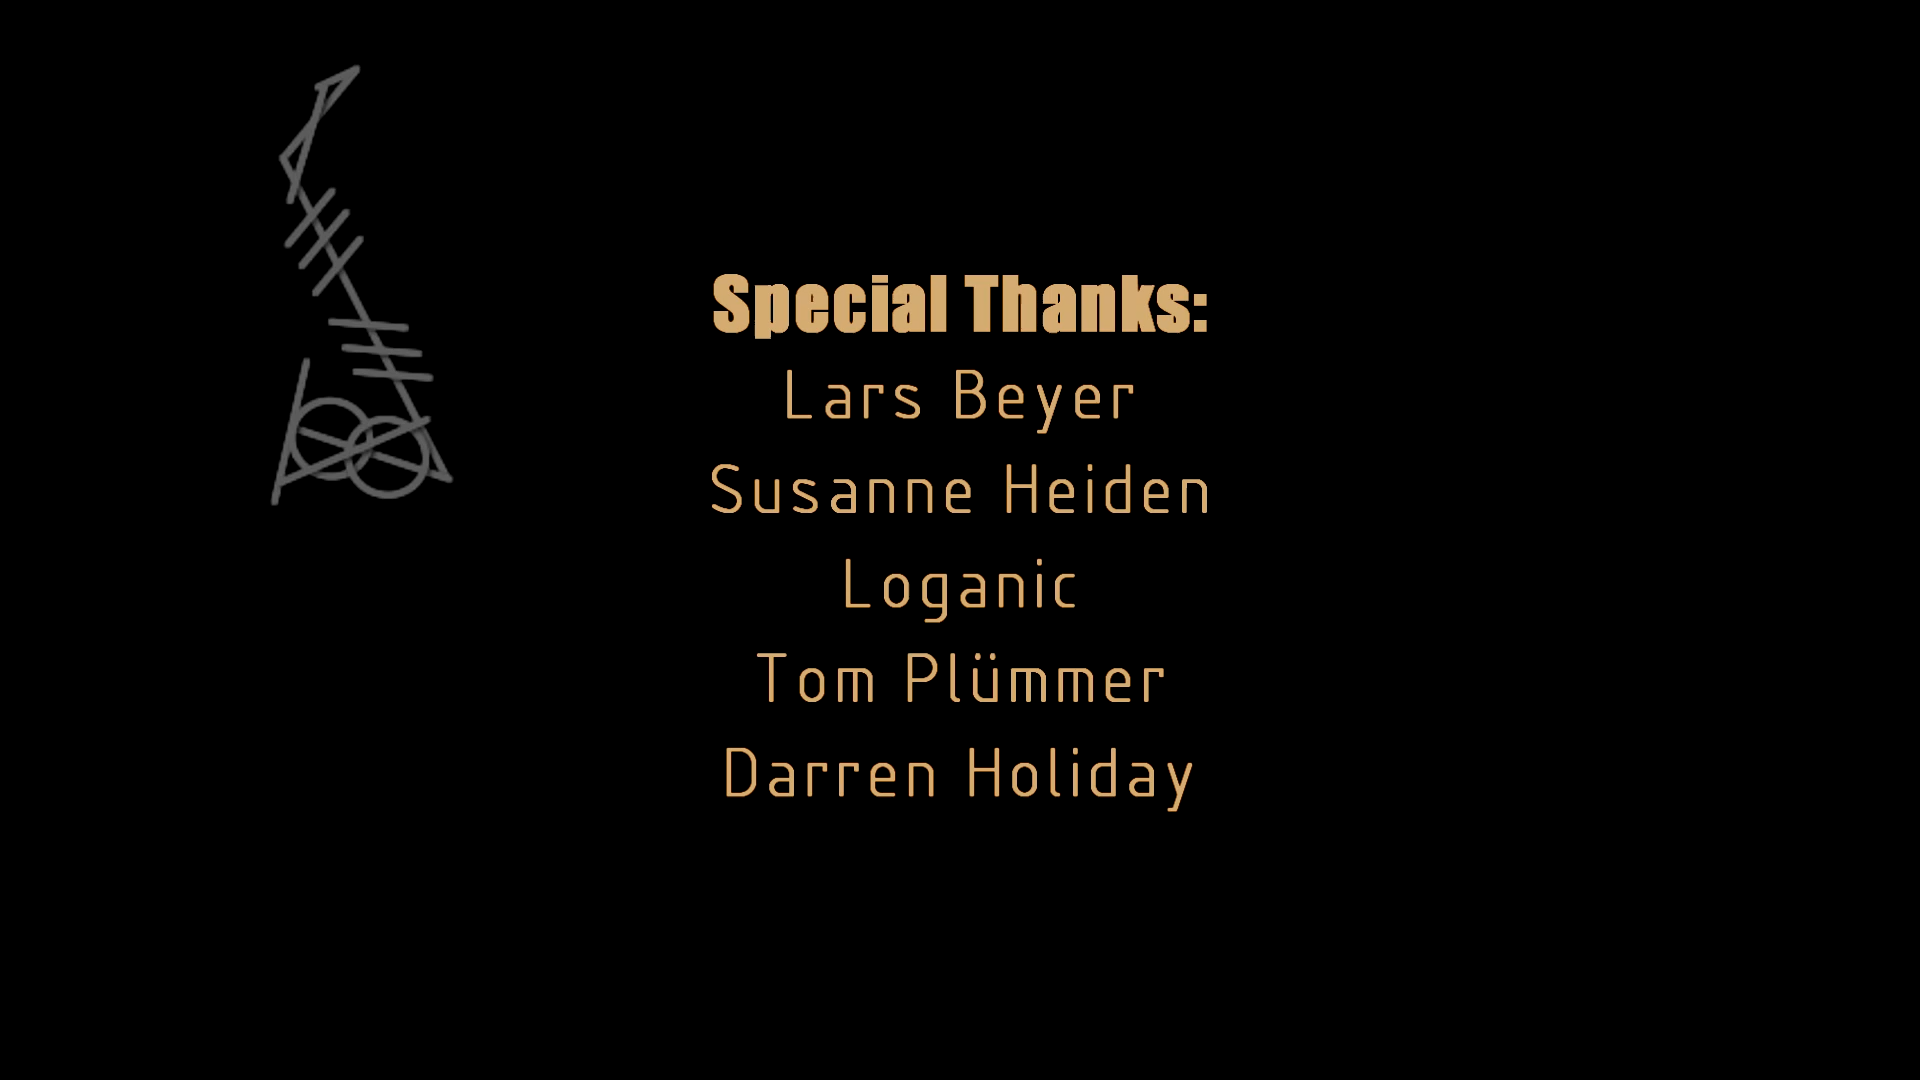 Special Thanks:
Lars Beyer
Susanne Heiden
Loganic
Tom Plümmer
Darren Holiday